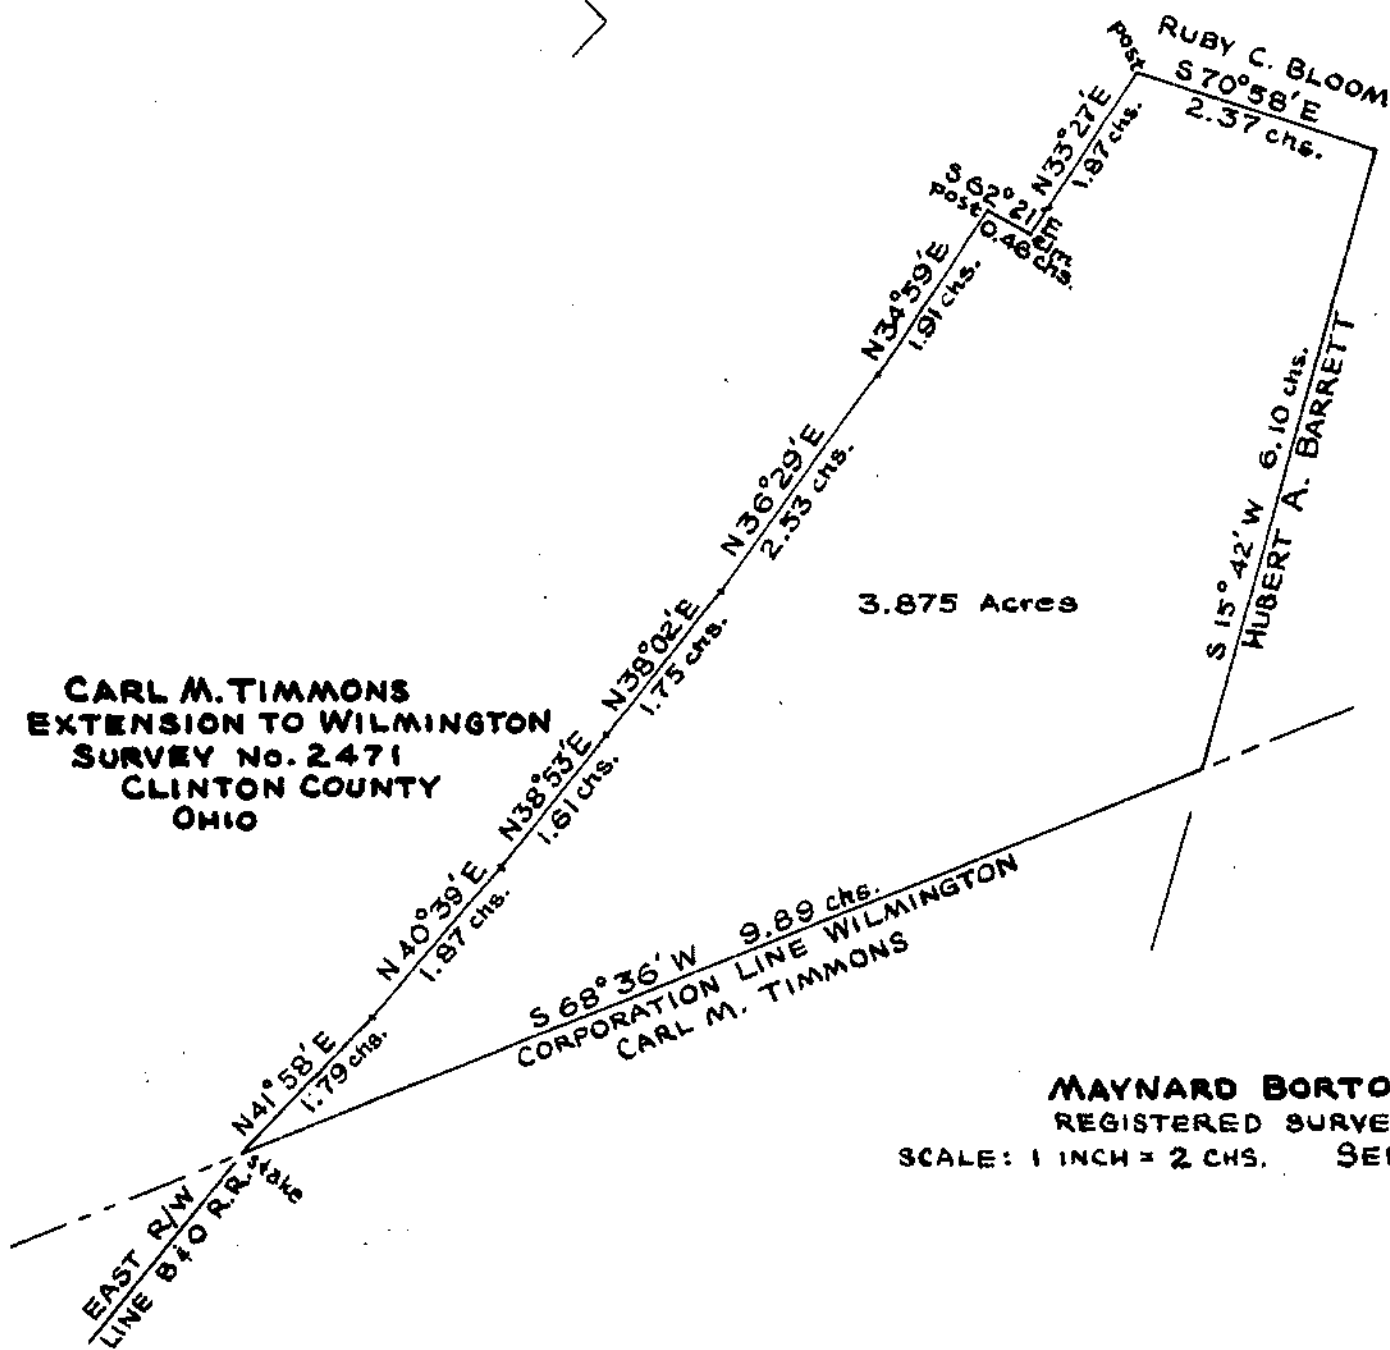 post
RUBY C. BLOOM
S 70°58'E
2.37 chs.
N33°27'E
1.87 chs.
S 62°21'E
post
elm
0.46 chs.
N34°59'E
1.91 chs.
N36°29'E
2.53 chs.
S 15°42'W 6.10 chs.
HUBERT A. BARRETT
3.875 Acres
N38°02'E
1.75 chs.
CARL M. TIMMONS
EXTENSION TO WILMINGTON
SURVEY No. 2471
CLINTON COUNTY
OHIO
N38°53'E
1.61 chs.
N 40°39'E
1.87 chs.
S 68°36'W 9.89 chs.
CORPORATION LINE WILMINGTON
CARL M. TIMMONS
N41°58'E
1.79 chs.
stake
EAST R/W
LINE B&O R.R.
MAYNARD BORTO
REGISTERED SURVE
SCALE: 1 INCH = 2 CHS.